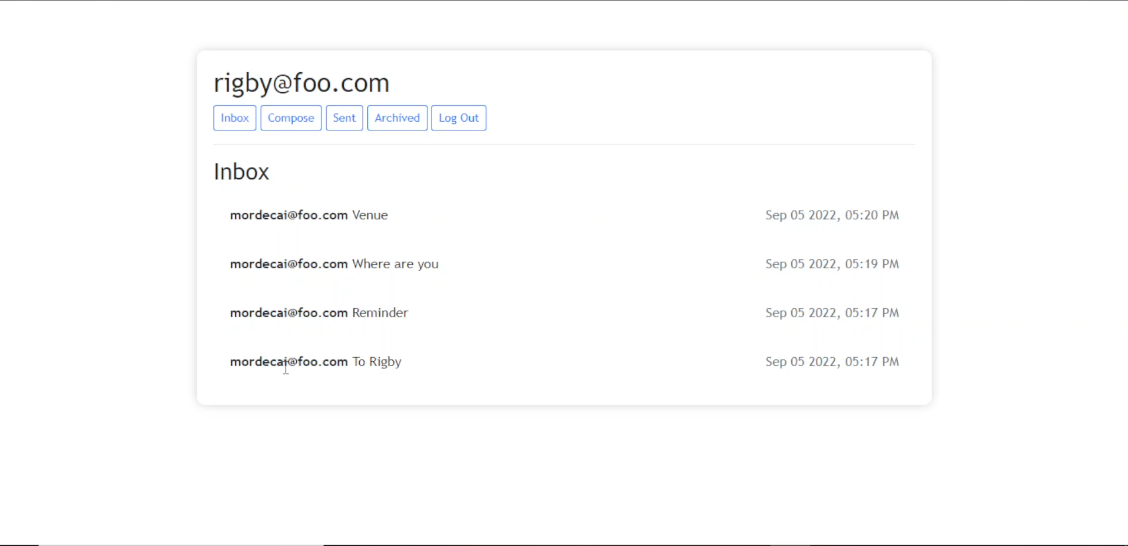 rigby@foo.com
Inbox Compose Sent Archived Log Out
Inbox
mordecai@foo.com Venue Sep 05 2022, 05:20 PM
mordecai@foo.com Where are you Sep 05 2022, 05:19 PM
mordecai@foo.com Reminder Sep 05 2022, 05:17 PM
mordecai@foo.com To Rigby Sep 05 2022, 05:17 PM